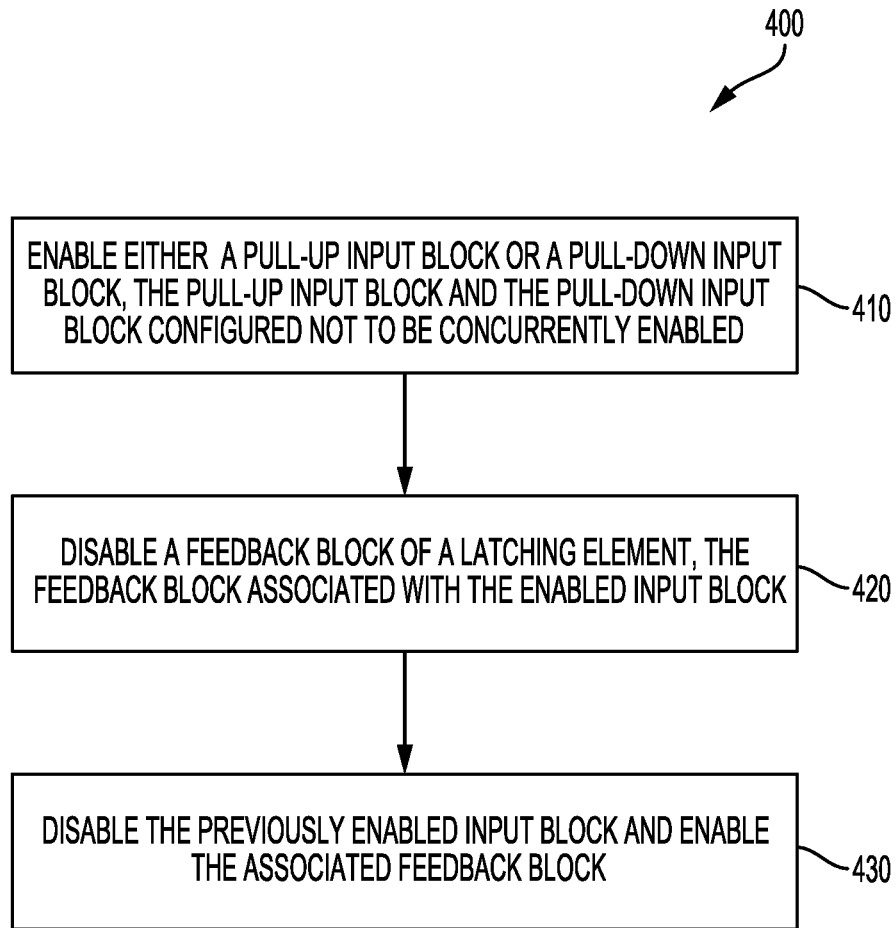 400
ENABLE EITHER A PULL-UP INPUT BLOCK OR A PULL-DOWN INPUT
BLOCK, THE PULL-UP INPUT BLOCK AND THE PULL-DOWN INPUT
BLOCK CONFIGURED NOT TO BE CONCURRENTLY ENABLED
410
DISABLE A FEEDBACK BLOCK OF A LATCHING ELEMENT, THE
FEEDBACK BLOCK ASSOCIATED WITH THE ENABLED INPUT BLOCK
420
DISABLE THE PREVIOUSLY ENABLED INPUT BLOCK AND ENABLE
THE ASSOCIATED FEEDBACK BLOCK
430